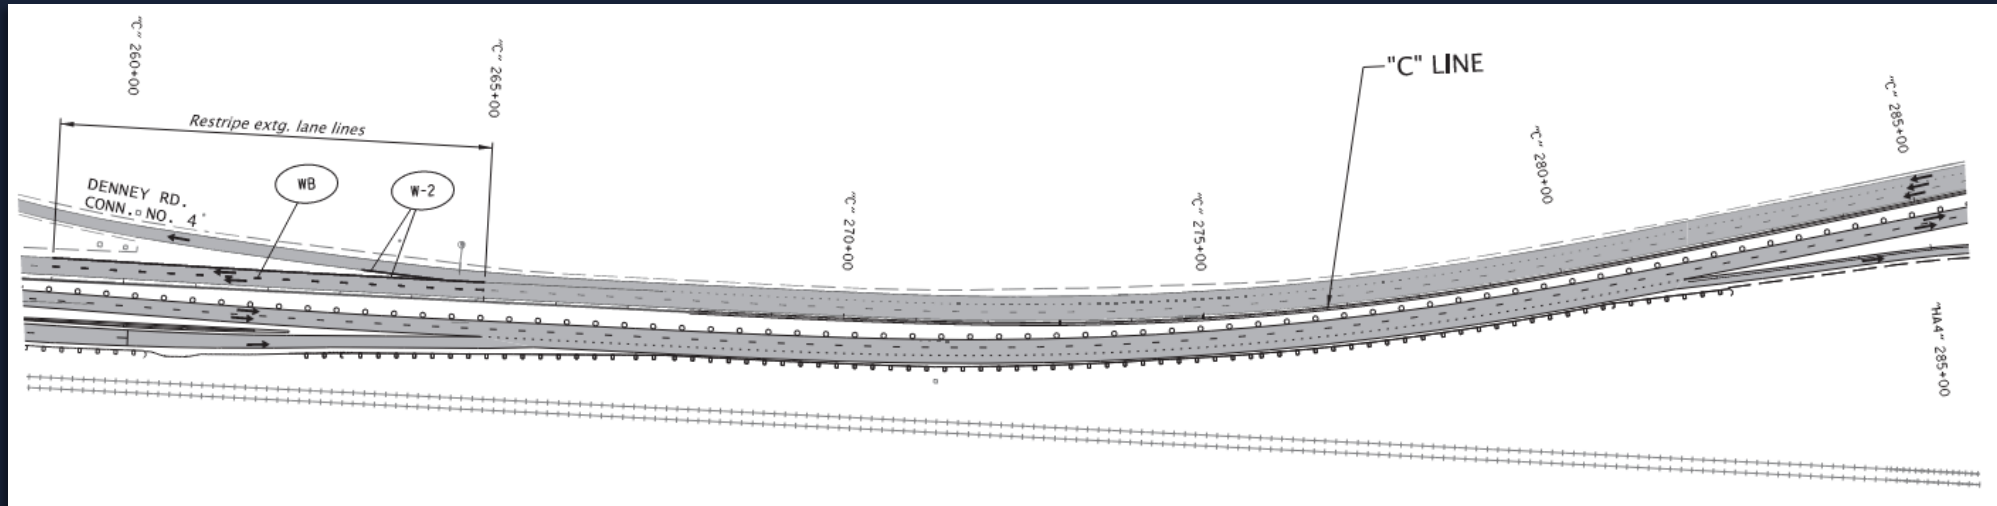 "C" 260+00
"C" 265+00
"C" LINE
"C" 285+00
Restripe extg. lane lines
"C" 280+00
WB
W-2
DENNEY RD.
CONN. NO. 4
"C" 270+00
"C" 275+00
"HA4" 285+00